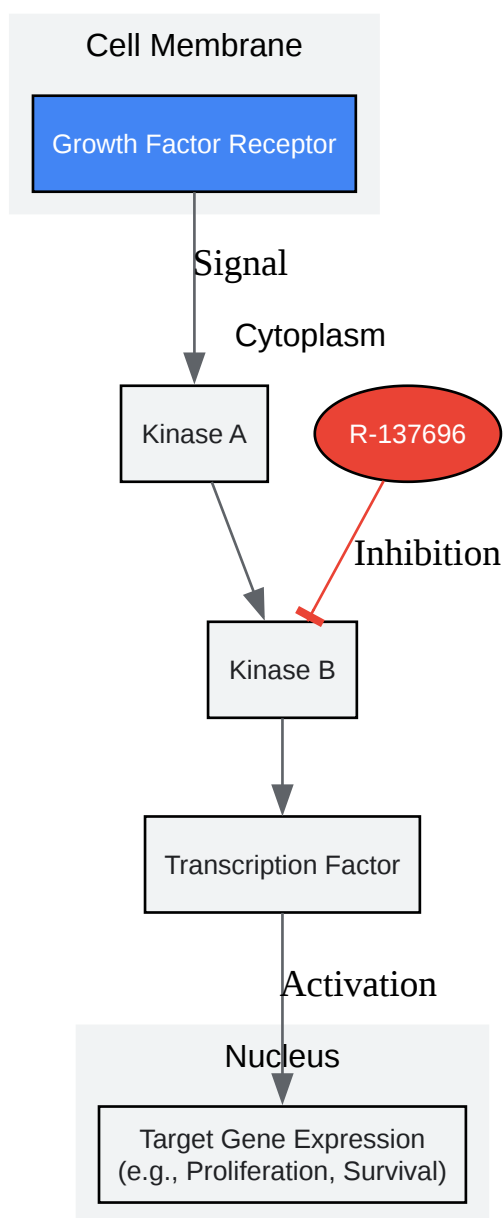 Cell Membrane
Growth Factor Receptor
Signal
Cytoplasm
Kinase A
R-137696
Inhibition
Kinase B
Transcription Factor
Activation
Nucleus
Target Gene Expression
(e.g., Proliferation, Survival)